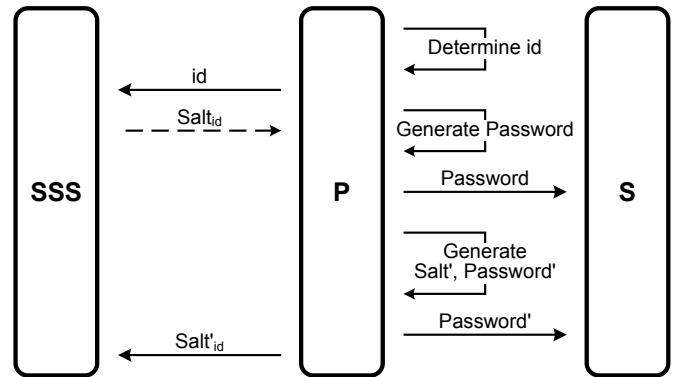 Determine id
id
Salt_id
Generate Password
SSS
P
S
Password
Generate
Salt', Password'
Password'
Salt'_id